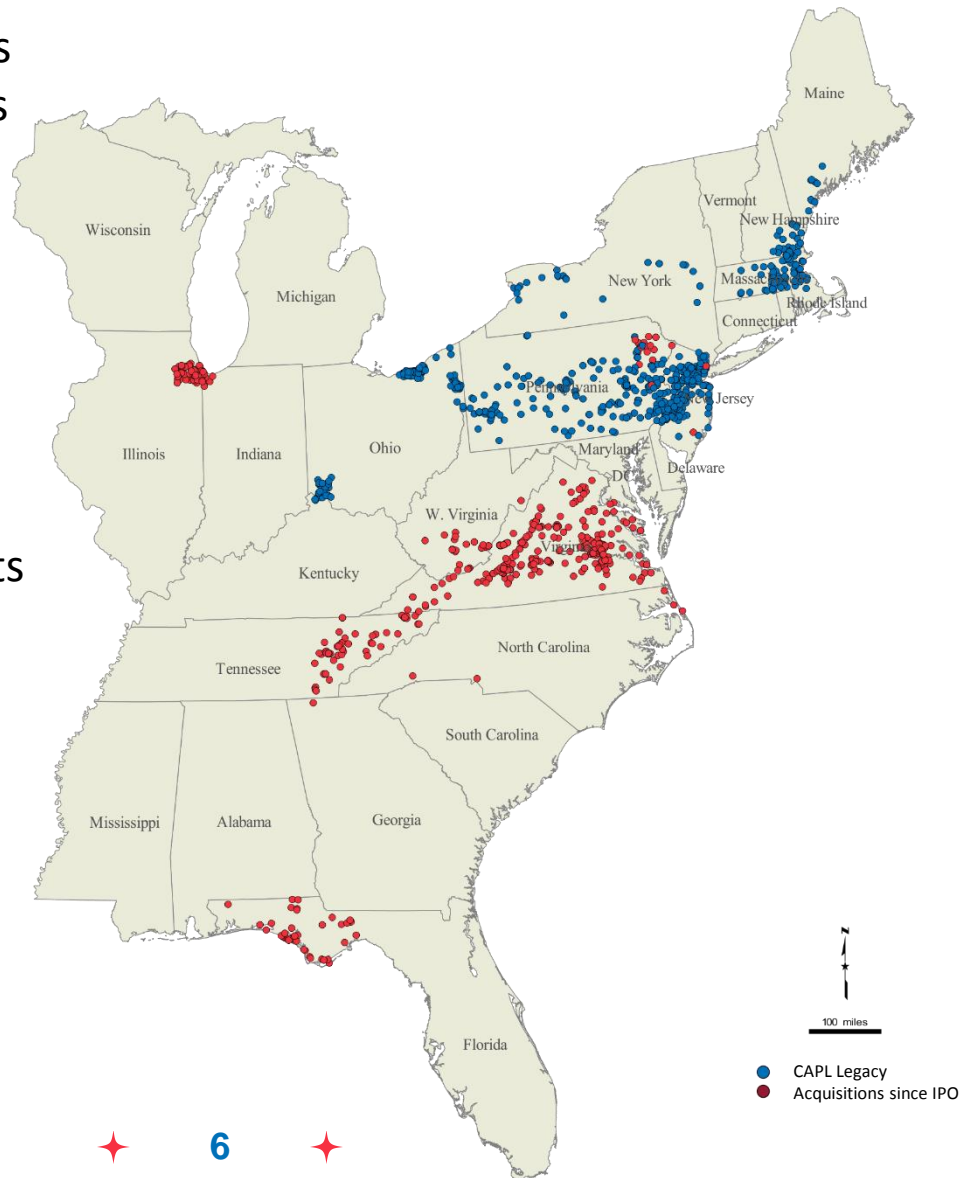 s
s
ts
Maine
Vermont
New Hampshire
Wisconsin
New York
Michigan
Rhode Island
Connecticut
Pennsylvania
New Jersey
Illinois
Indiana
Ohio
Maryland
Delaware
DC
W. Virginia
Kentucky
North Carolina
Tennessee
South Carolina
Mississippi
Alabama
Georgia
N
100 miles
Florida
CAPL Legacy
Acquisitions since IPO
6